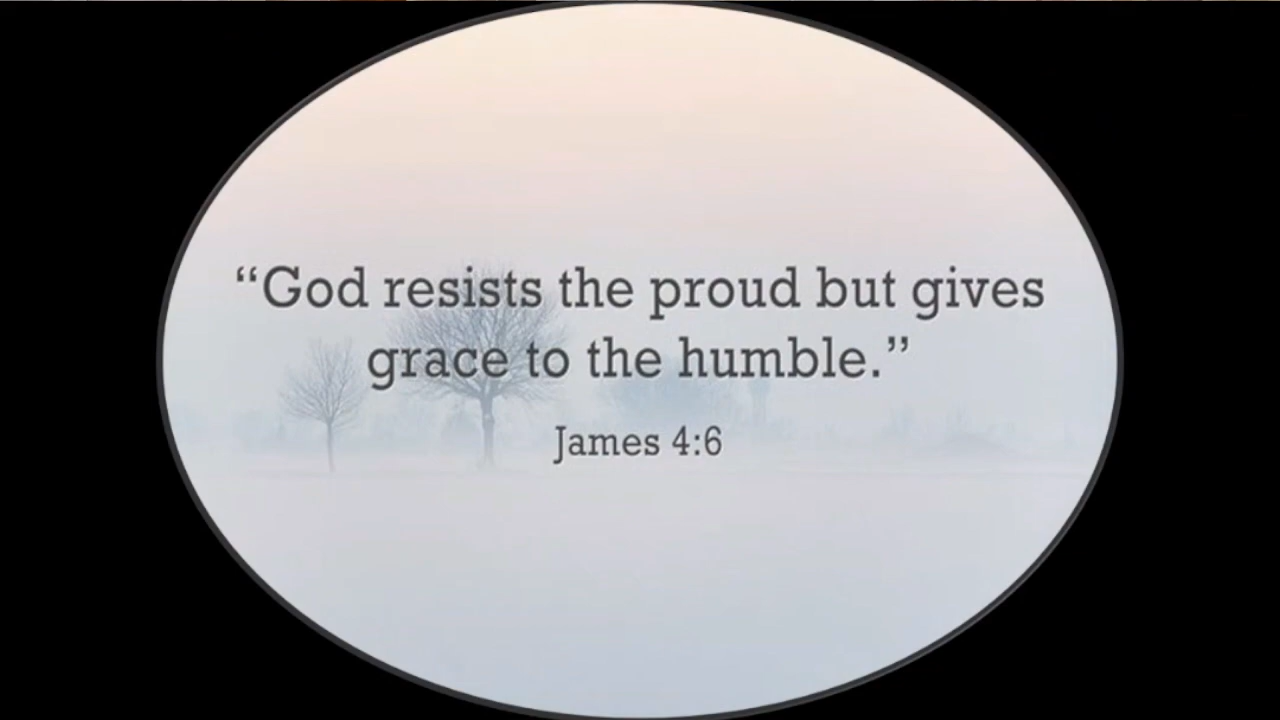 “God resists the proud but gives
grace to the humble.”
James 4:6